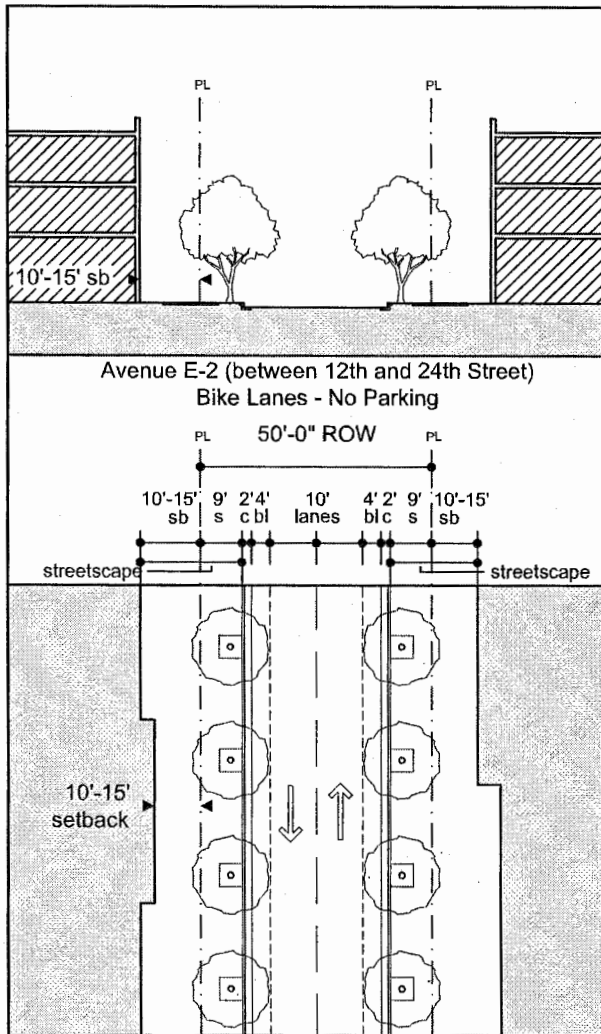 PL PL
10'-15' sb
Avenue E-2 (between 12th and 24th Street)
Bike Lanes - No Parking
PL 50'-0" ROW PL
10'-15' 9' 2' 4' 10' 4' 2' 9' 10'-15'
sb s c bl lanes bl c s sb
streetscape streetscape
10'-15'
setback